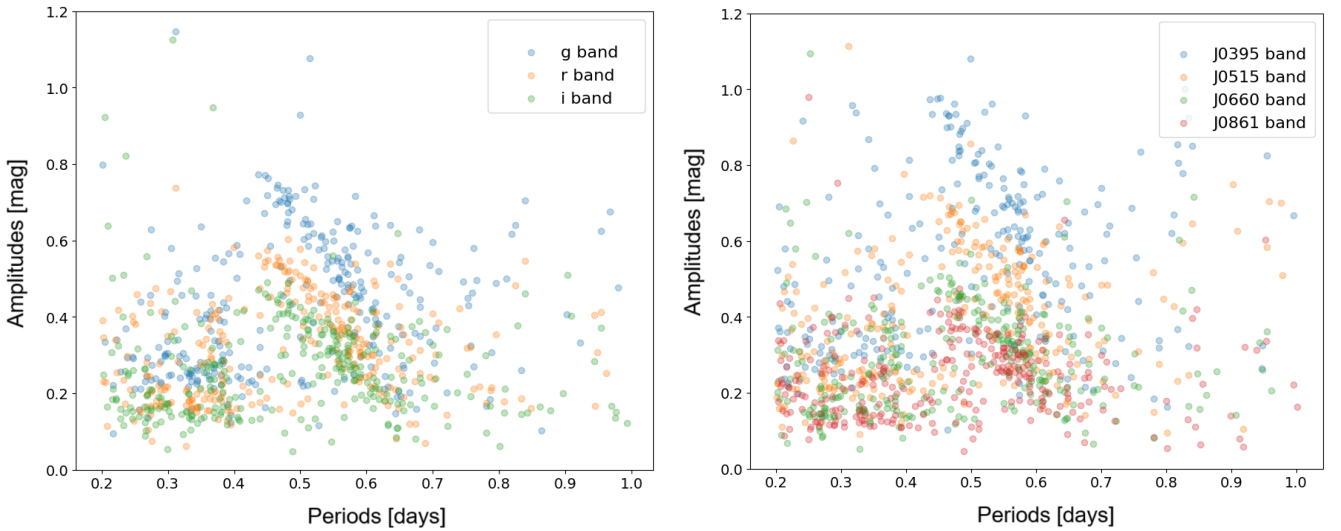 1.2
1.0
0.8
0.6
0.4
0.2
0.0
Amplitudes [mag]
g band
r band
i band
0.2 0.3 0.4 0.5 0.6 0.7 0.8 0.9 1.0
Periods [days]
1.2
1.0
0.8
0.6
0.4
0.2
0.0
Amplitudes [mag]
J0395 band
J0515 band
J0660 band
J0861 band
0.2 0.3 0.4 0.5 0.6 0.7 0.8 0.9 1.0
Periods [days]